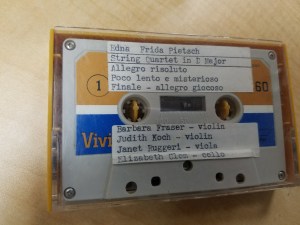 Edna Frida Pietsch
String Quartet in D Major
Allegro risoluto
Poco lento e misterioso
Finale - allegro giocoso
1
60
Vivi
Barbara Fraser - violin
Judith Koch - violin
Janet Ruggeri - viola
Elizabeth - cello